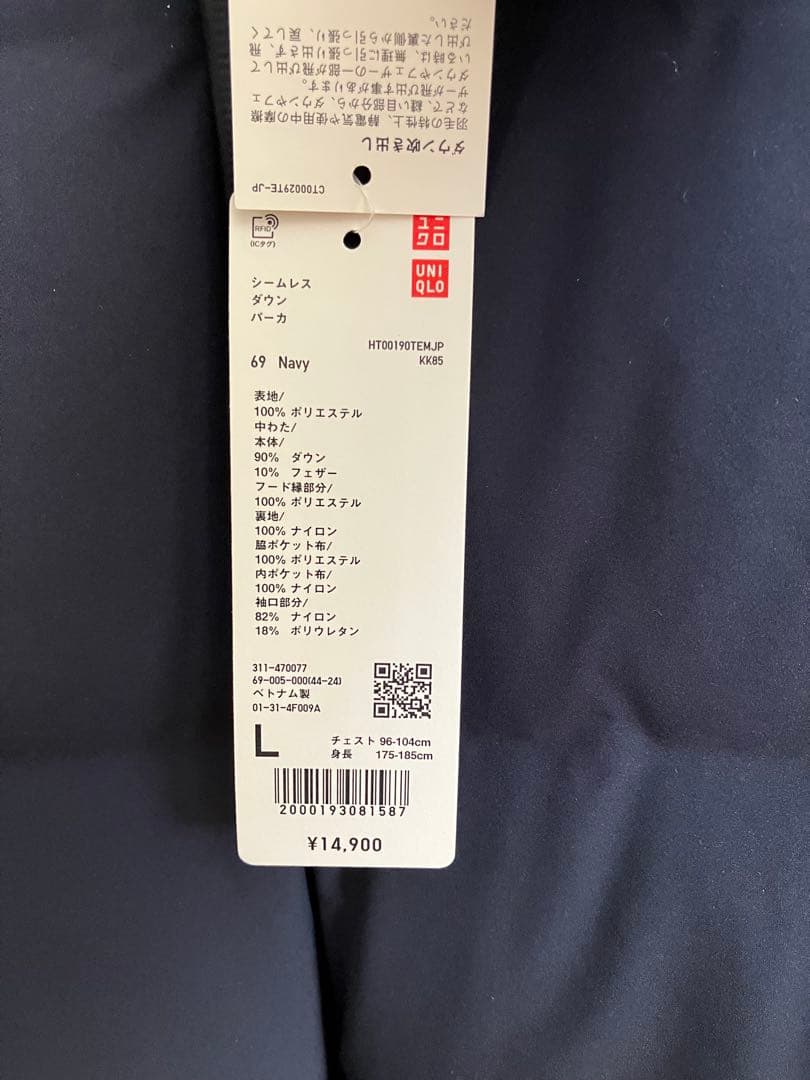 CT00029TE-JP
ダウン吹き出し
羽毛の特性上、静電気や使用中の摩擦
などで、縫い目部分から、ダウンやフェ
ザーが飛び出す事があります。
ダウンやフェザーの一部が飛び出して
いる時は、無理に引っ張り出さず、飛
び出した裏側から引っ張り、戻してく
ださい。
RFID
(ICタグ)
ユニ
クロ
UNI
QLO
シームレス
ダウン
パーカ
HT00190TEMJP
69 Navy
KK85
表地/
100% ポリエステル
中わた/
本体/
90% ダウン
10% フェザー
フード縁部分/
100% ポリエステル
裏地/
100% ナイロン
脇ポケット布/
100% ポリエステル
内ポケット布/
100% ナイロン
袖口部分/
82% ナイロン
18% ポリウレタン
311-470077
69-005-000(44-24)
ベトナム製
01-31-4F009A
L
チェスト 96-104cm
身長 175-185cm
2000193081587
¥14,900